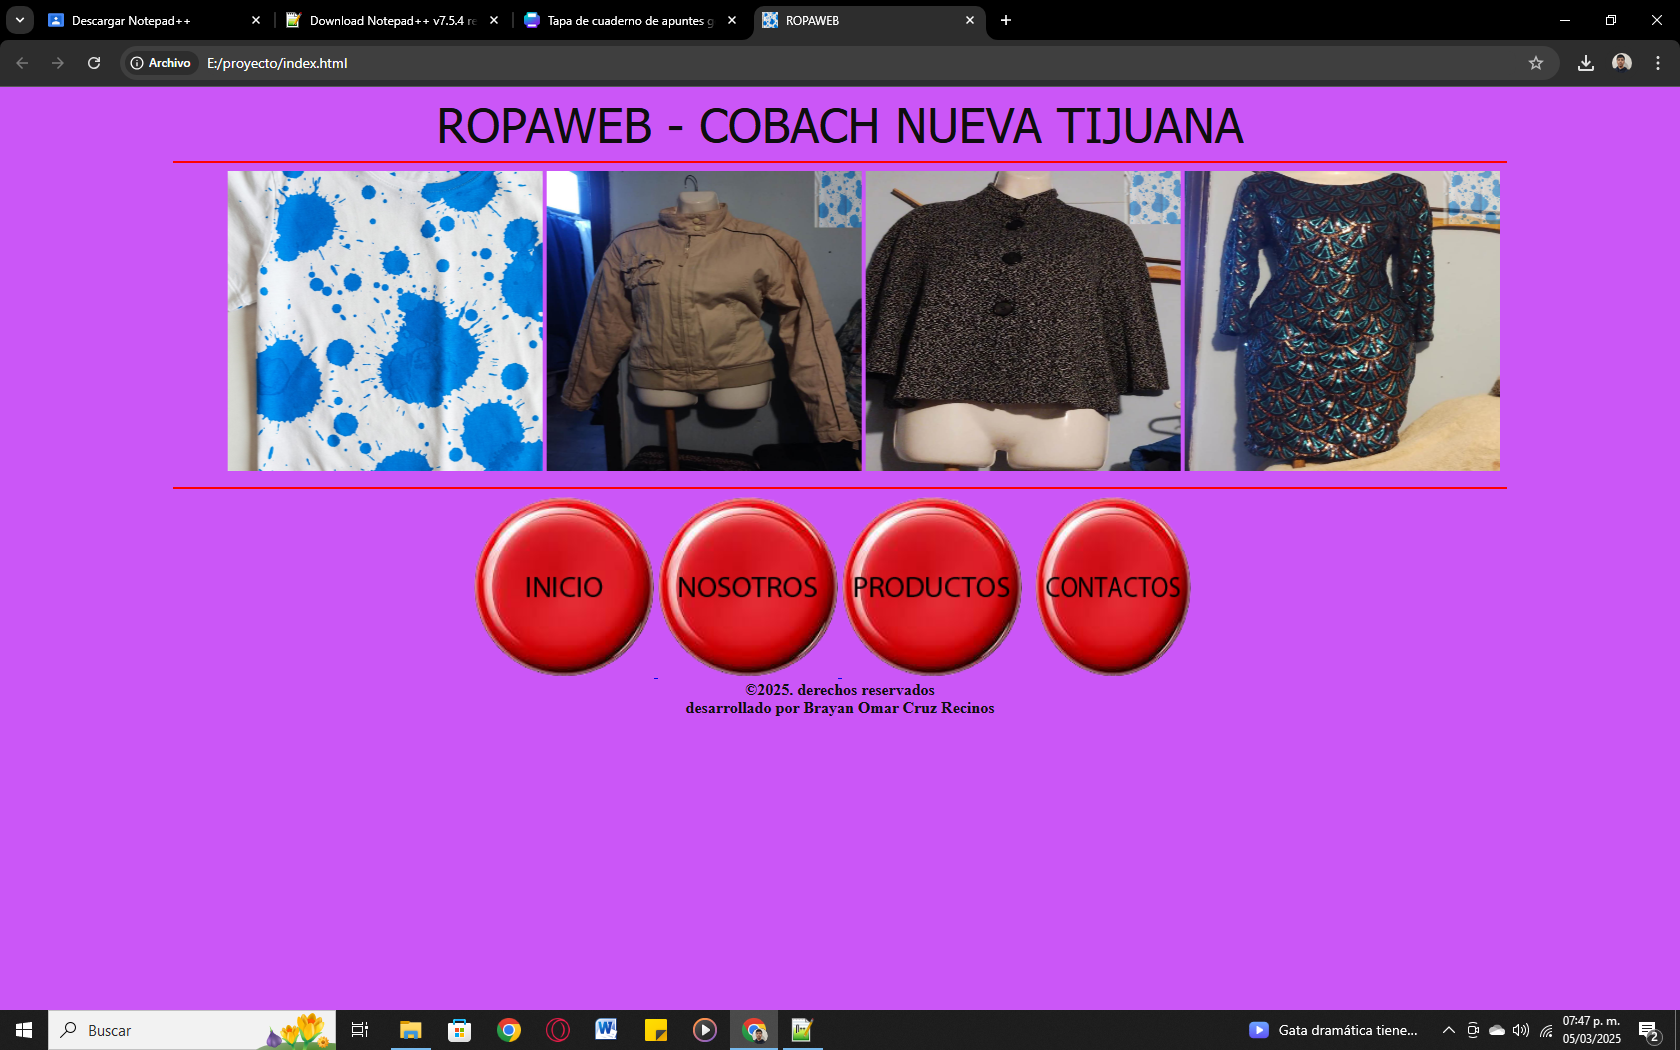 Descargar Notepad++
Download Notepad++ v7.5.4 re
Tapa de cuaderno de apuntes g
ROPAWEB
Archivo
E:/proyecto/index.html
ROPAWEB - COBACH NUEVA TIJUANA
INICIO
NOSOTROS
PRODUCTOS
CONTACTOS
©2025. derechos reservados
desarrollado por Brayan Omar Cruz Recinos
Buscar
Gata dramática tiene...
07:47 p. m.
05/03/2025
2